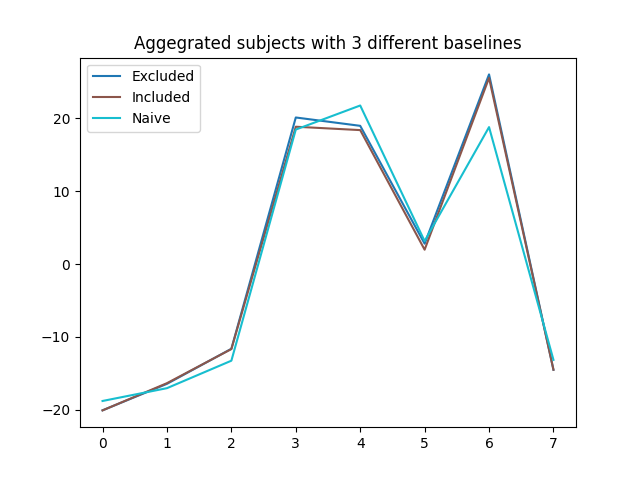 Aggegrated subjects with 3 different baselines
Excluded
Included
Naive
20
10
0
−10
−20
0 1 2 3 4 5 6 7